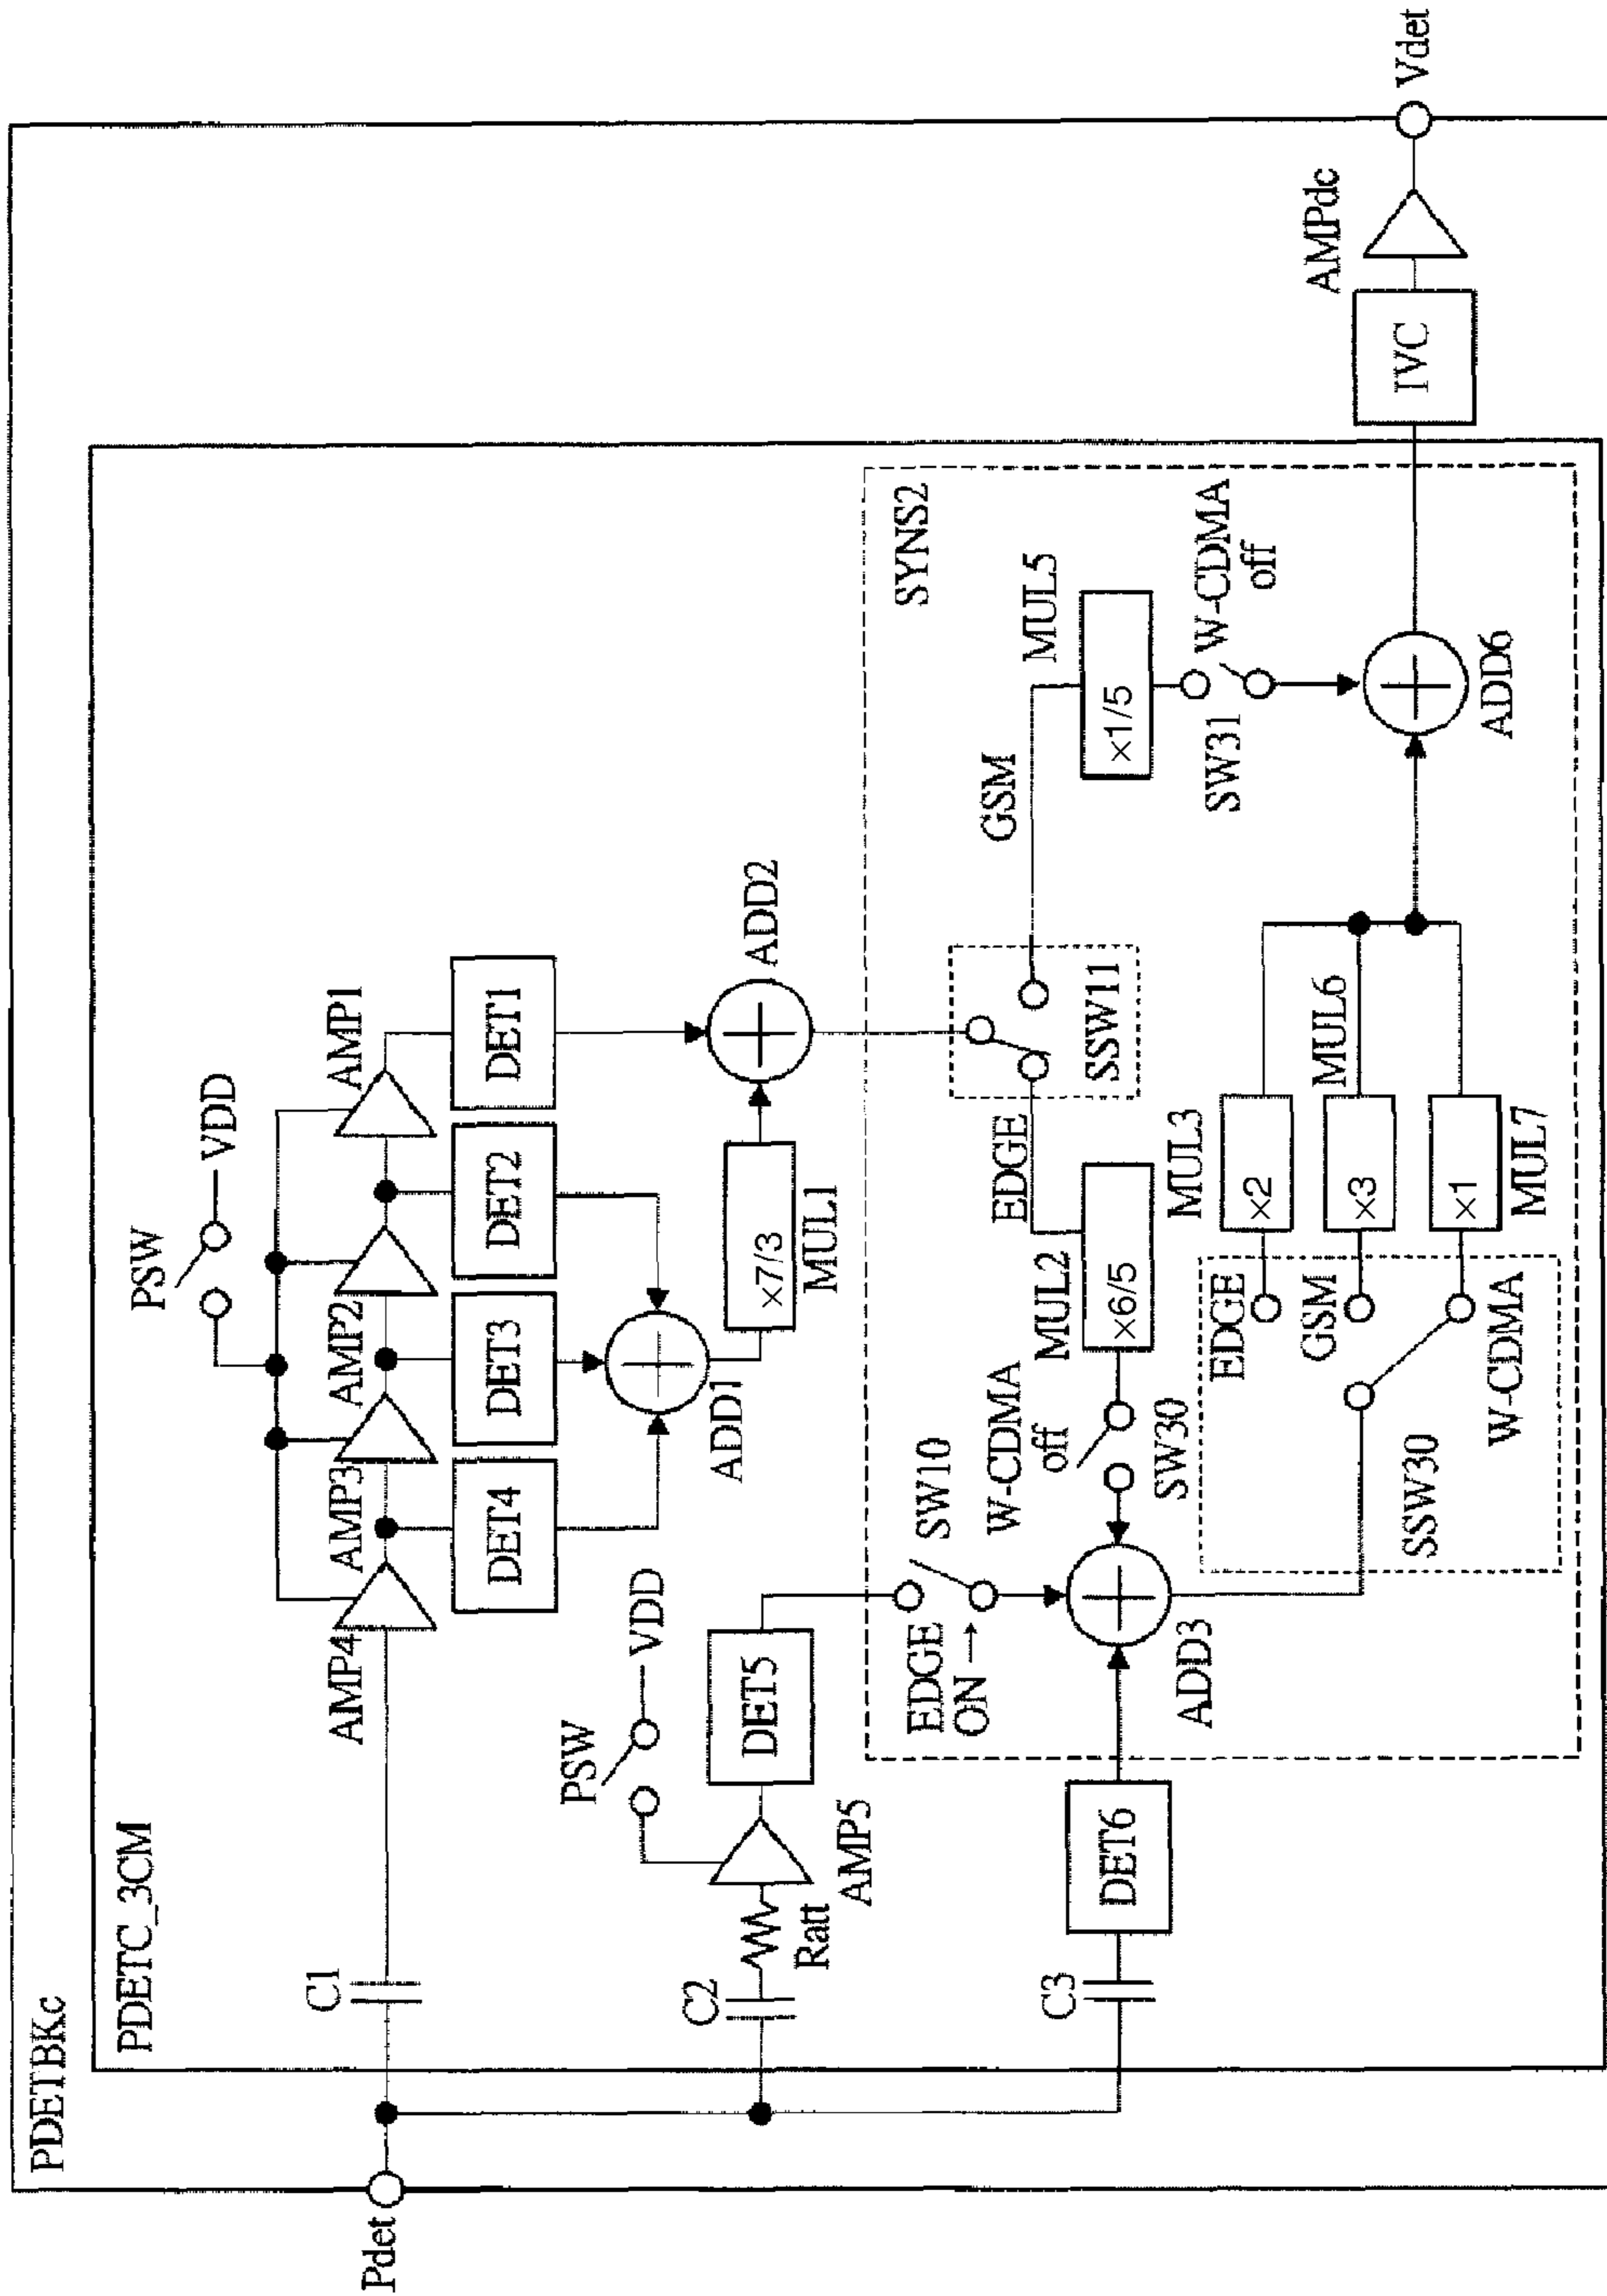 PDETBKc
PDETC_3CM
Pdet
C1
AMP4
AMP3
AMP2
AMP1
PSW
VDD
DET4
DET3
DET2
DET1
ADD1
×7/3
MUL1
ADD2
C2
Ratt
AMP5
PSW
VDD
DET5
C3
DET6
SYNS2
EDGE
ON →
SW10
ADD3
W-CDMA
off
SW30
MUL2
×6/5
EDGE
SSW11
GSM
MUL5
×1/5
SW31
W-CDMA
off
SSW30
EDGE
GSM
W-CDMA
MUL3
×2
MUL6
×3
×1
MUL7
ADD6
IVC
AMPdc
Vdet